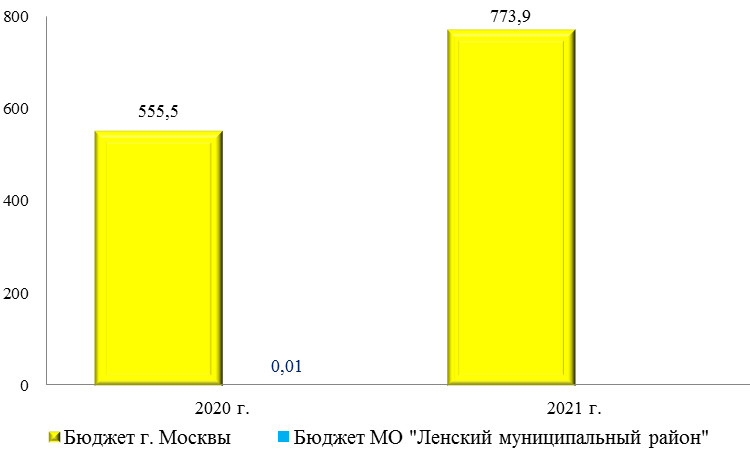 800
773,9
600
555,5
400
200
0,01
0
2020 г.
2021 г.
Бюджет г. Москвы
Бюджет МО "Ленский муниципальный район"